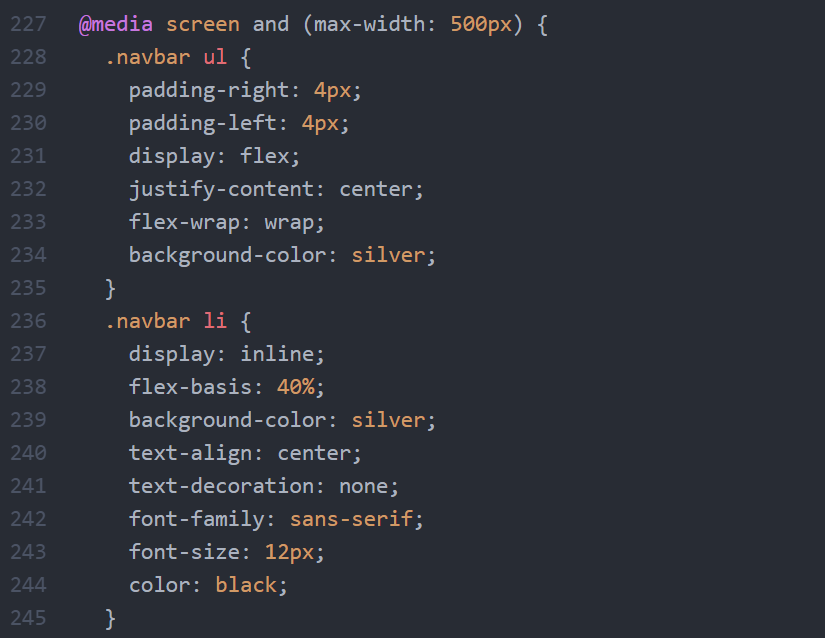 227 @media screen and (max-width: 500px) {
228 .navbar ul {
229 padding-right: 4px;
230 padding-left: 4px;
231 display: flex;
232 justify-content: center;
233 flex-wrap: wrap;
234 background-color: silver;
235 }
236 .navbar li {
237 display: inline;
238 flex-basis: 40%;
239 background-color: silver;
240 text-align: center;
241 text-decoration: none;
242 font-family: sans-serif;
243 font-size: 12px;
244 color: black;
245 }